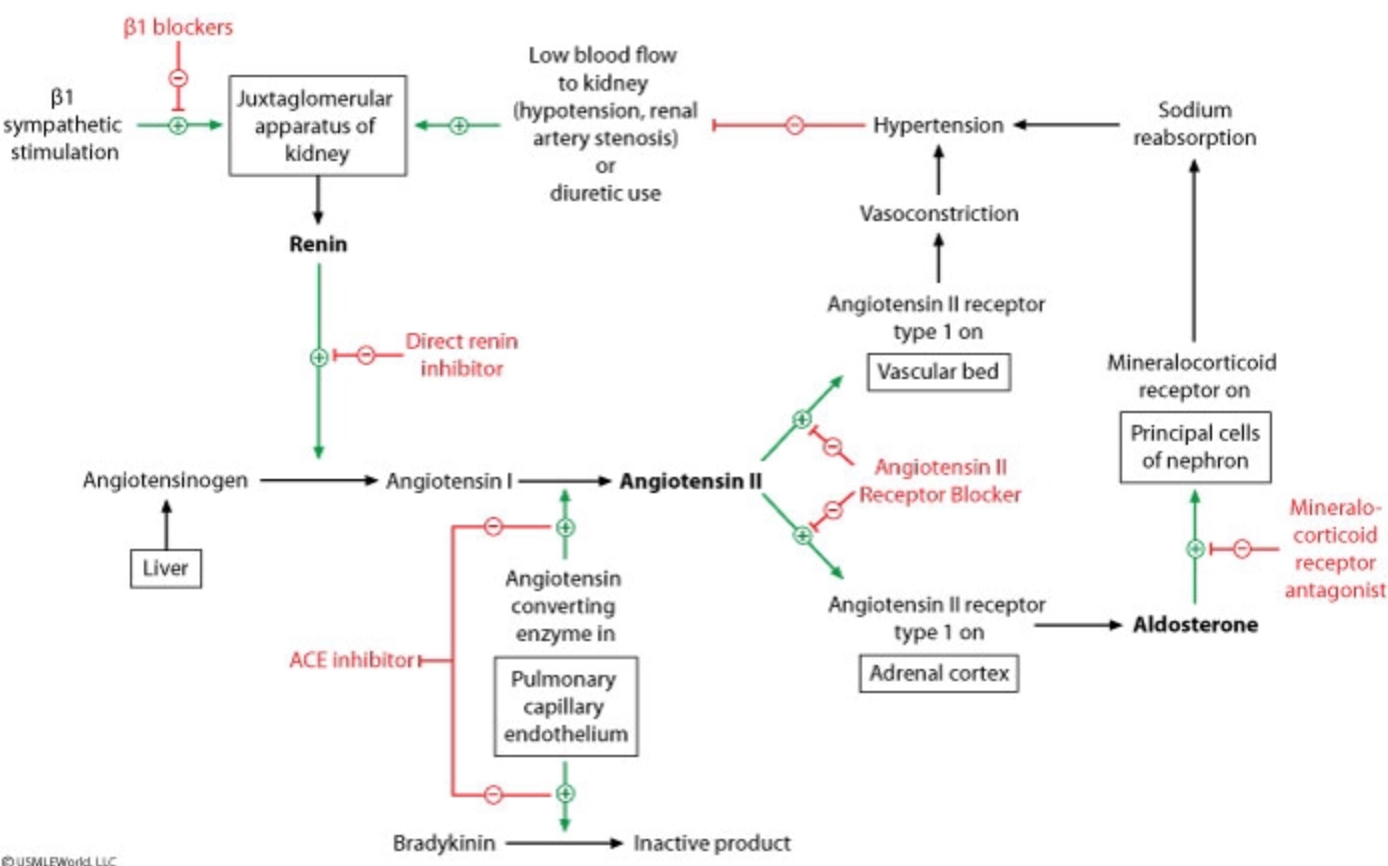 β1 blockers
β1
sympathetic
stimulation
Juxtaglomerular
apparatus of
kidney
Low blood flow
to kidney
(hypotension, renal
artery stenosis)
or
diuretic use
Hypertension
Sodium
reabsorption
Vasoconstriction
Renin
Angiotensin II receptor
type 1 on
Vascular bed
Direct renin
inhibitor
Mineralocorticoid
receptor on
Principal cells
of nephron
Angiotensinogen
Angiotensin I
Angiotensin II
Angiotensin II
Receptor Blocker
Mineralo-
corticoid
receptor
antagonist
Liver
Angiotensin
converting
enzyme in
Pulmonary
capillary
endothelium
ACE inhibitor
Angiotensin II receptor
type 1 on
Adrenal cortex
Aldosterone
Bradykinin
Inactive product
© USMLEWorld, LLC